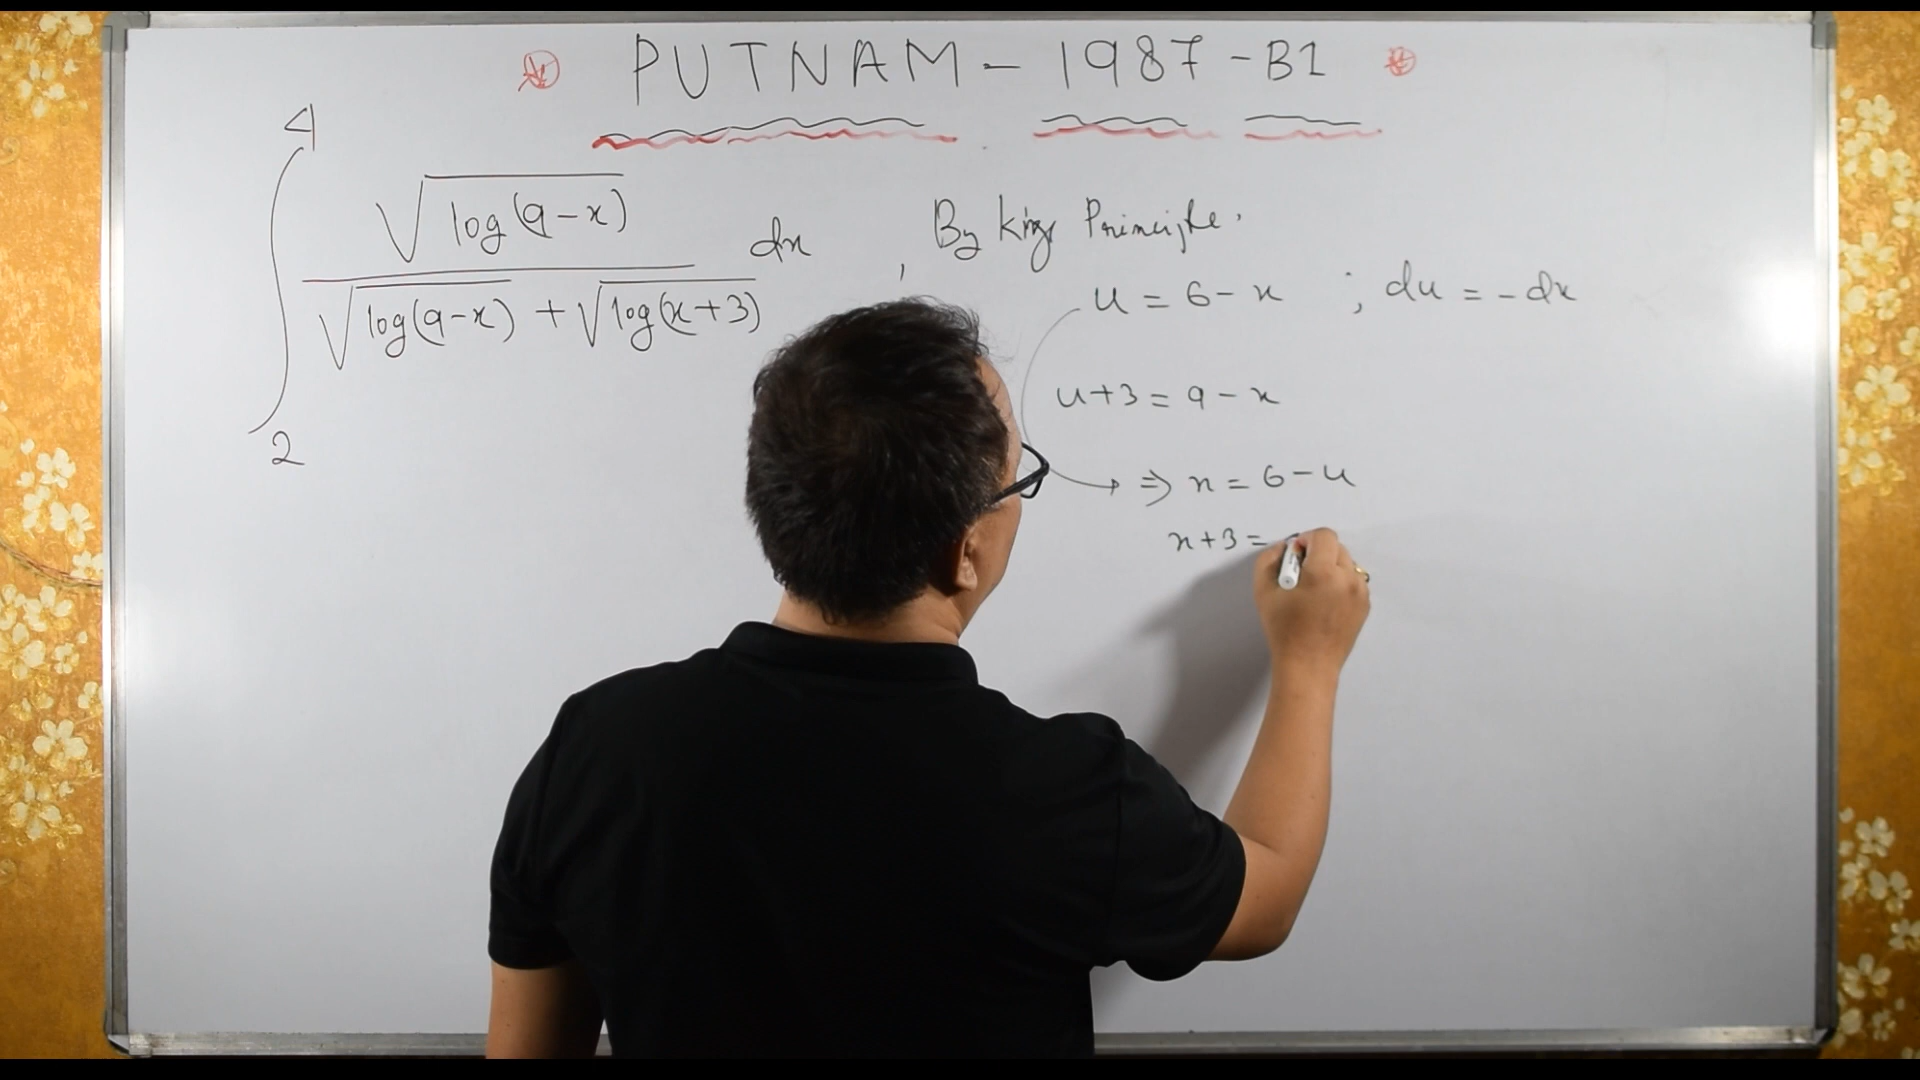 PUTNAM - 1987 - B1
4
√log(9-x)
dx , By king Principle.
√log(9-x) + √log(x+3)
2
u = 6 - x ; du = -dx
u+3 = 9 - x
⇒ x = 6 - u
x+3 =